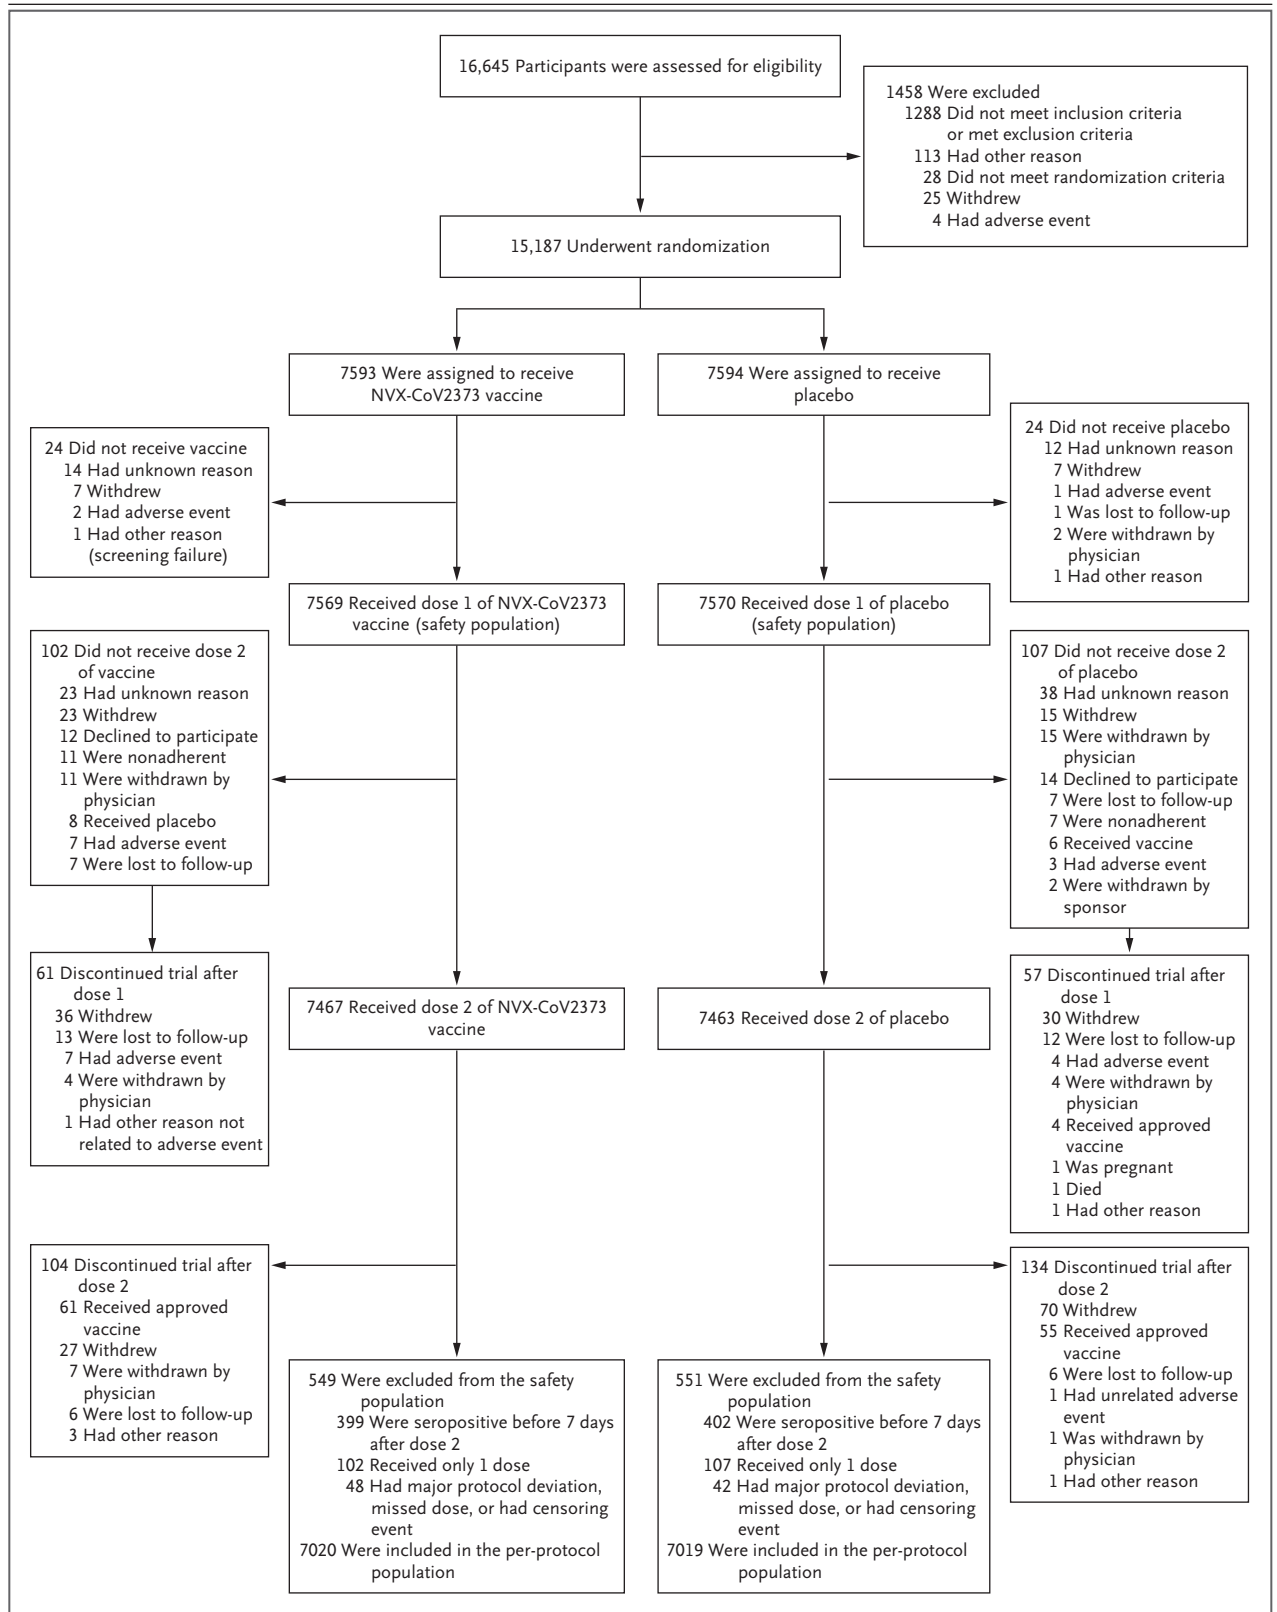 16,645 Participants were assessed for eligibility
1458 Were excluded
1288 Did not meet inclusion criteria
or met exclusion criteria
113 Had other reason
28 Did not meet randomization criteria
25 Withdrew
4 Had adverse event
15,187 Underwent randomization
7593 Were assigned to receive
NVX-CoV2373 vaccine
7594 Were assigned to receive
placebo
24 Did not receive vaccine
14 Had unknown reason
7 Withdrew
2 Had adverse event
1 Had other reason
(screening failure)
24 Did not receive placebo
12 Had unknown reason
7 Withdrew
1 Had adverse event
1 Was lost to follow-up
2 Were withdrawn by
physician
1 Had other reason
7569 Received dose 1 of NVX-CoV2373
vaccine (safety population)
7570 Received dose 1 of placebo
(safety population)
102 Did not receive dose 2
of vaccine
23 Had unknown reason
23 Withdrew
12 Declined to participate
11 Were nonadherent
11 Were withdrawn by
physician
8 Received placebo
7 Had adverse event
7 Were lost to follow-up
107 Did not receive dose 2
of placebo
38 Had unknown reason
15 Withdrew
15 Were withdrawn by
physician
14 Declined to participate
7 Were lost to follow-up
7 Were nonadherent
6 Received vaccine
3 Had adverse event
2 Were withdrawn by
sponsor
61 Discontinued trial after
dose 1
36 Withdrew
13 Were lost to follow-up
7 Had adverse event
4 Were withdrawn by
physician
1 Had other reason not
related to adverse event
7467 Received dose 2 of NVX-CoV2373
vaccine
7463 Received dose 2 of placebo
57 Discontinued trial after
dose 1
30 Withdrew
12 Were lost to follow-up
4 Had adverse event
4 Were withdrawn by
physician
4 Received approved
vaccine
1 Was pregnant
1 Died
1 Had other reason
104 Discontinued trial after
dose 2
61 Received approved
vaccine
27 Withdrew
7 Were withdrawn by
physician
6 Were lost to follow-up
3 Had other reason
134 Discontinued trial after
dose 2
70 Withdrew
55 Received approved
vaccine
6 Were lost to follow-up
1 Had unrelated adverse
event
1 Was withdrawn by
physician
1 Had other reason
549 Were excluded from the safety
population
399 Were seropositive before 7 days
after dose 2
102 Received only 1 dose
48 Had major protocol deviation,
missed dose, or had censoring
event
7020 Were included in the per-protocol
population
551 Were excluded from the safety
population
402 Were seropositive before 7 days
after dose 2
107 Received only 1 dose
42 Had major protocol deviation,
missed dose, or had censoring
event
7019 Were included in the per-protocol
population